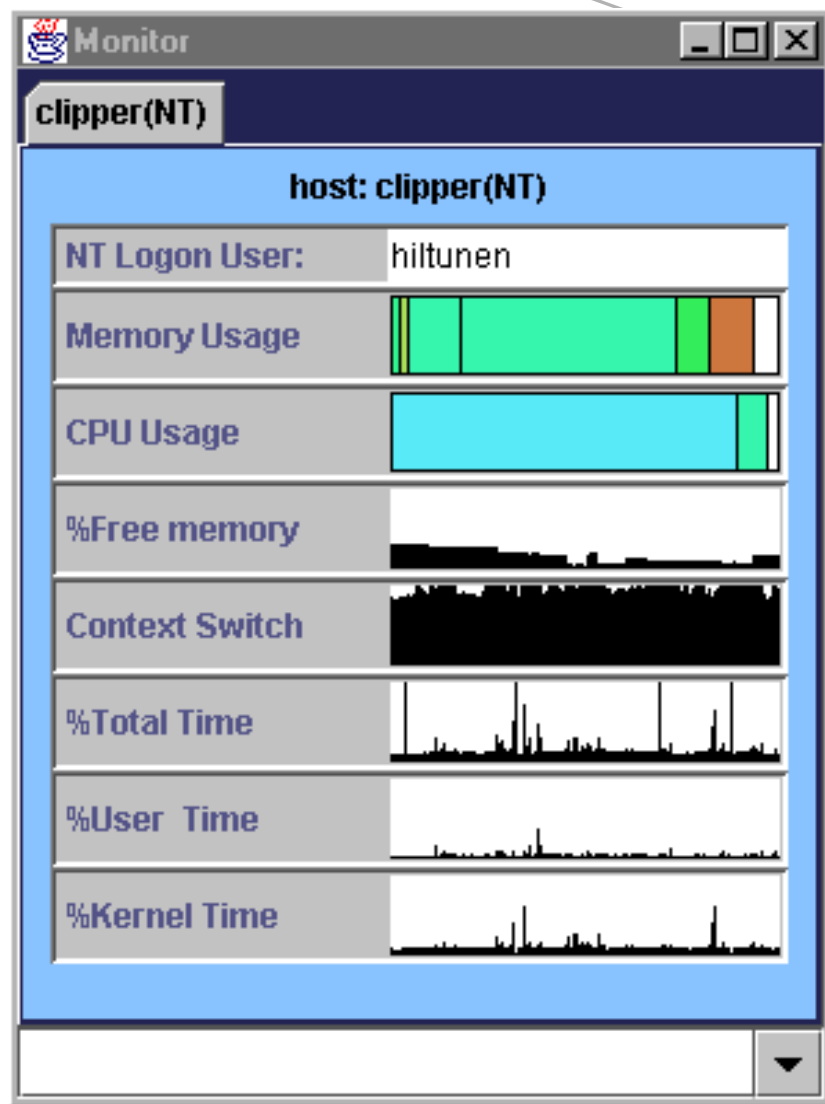 Monitor
clipper(NT)
host: clipper(NT)
NT Logon User: hiltunen
Memory Usage
CPU Usage
%Free memory
Context Switch
%Total Time
%User Time
%Kernel Time